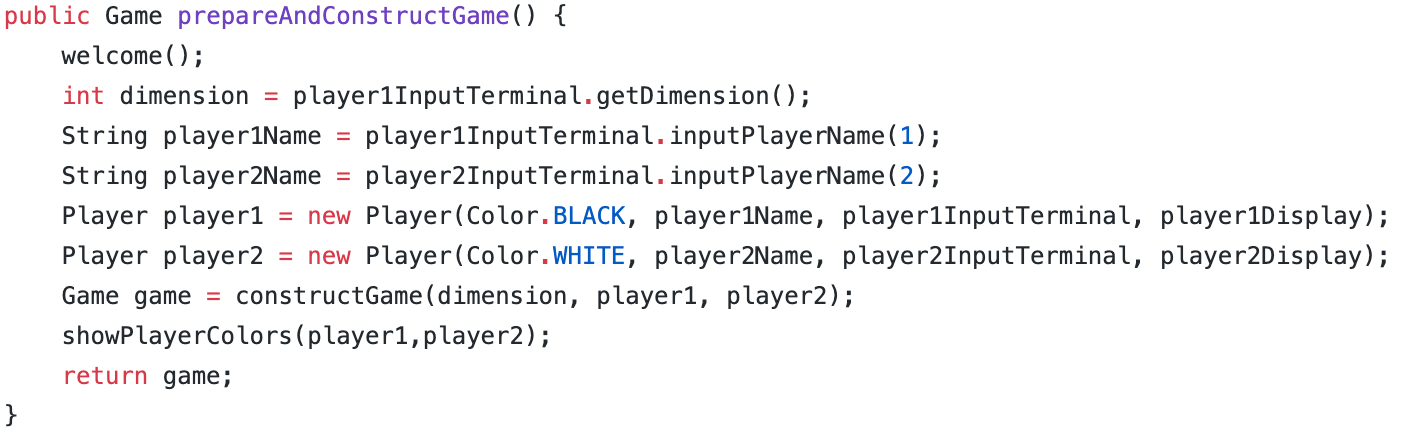 public Game prepareAndConstructGame() {
    welcome();
    int dimension = player1InputTerminal.getDimension();
    String player1Name = player1InputTerminal.inputPlayerName(1);
    String player2Name = player2InputTerminal.inputPlayerName(2);
    Player player1 = new Player(Color.BLACK, player1Name, player1InputTerminal, player1Display);
    Player player2 = new Player(Color.WHITE, player2Name, player2InputTerminal, player2Display);
    Game game = constructGame(dimension, player1, player2);
    showPlayerColors(player1,player2);
    return game;
}